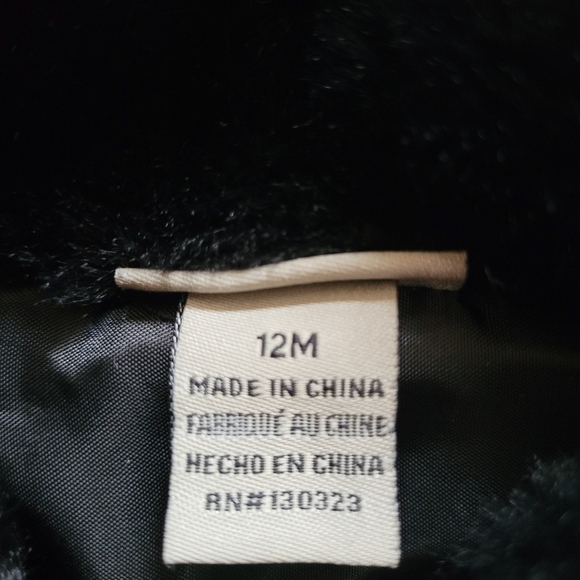 12M
MADE IN CHINA
FABRIQUÉ AU CHINE
HECHO EN CHINA
RN#130323